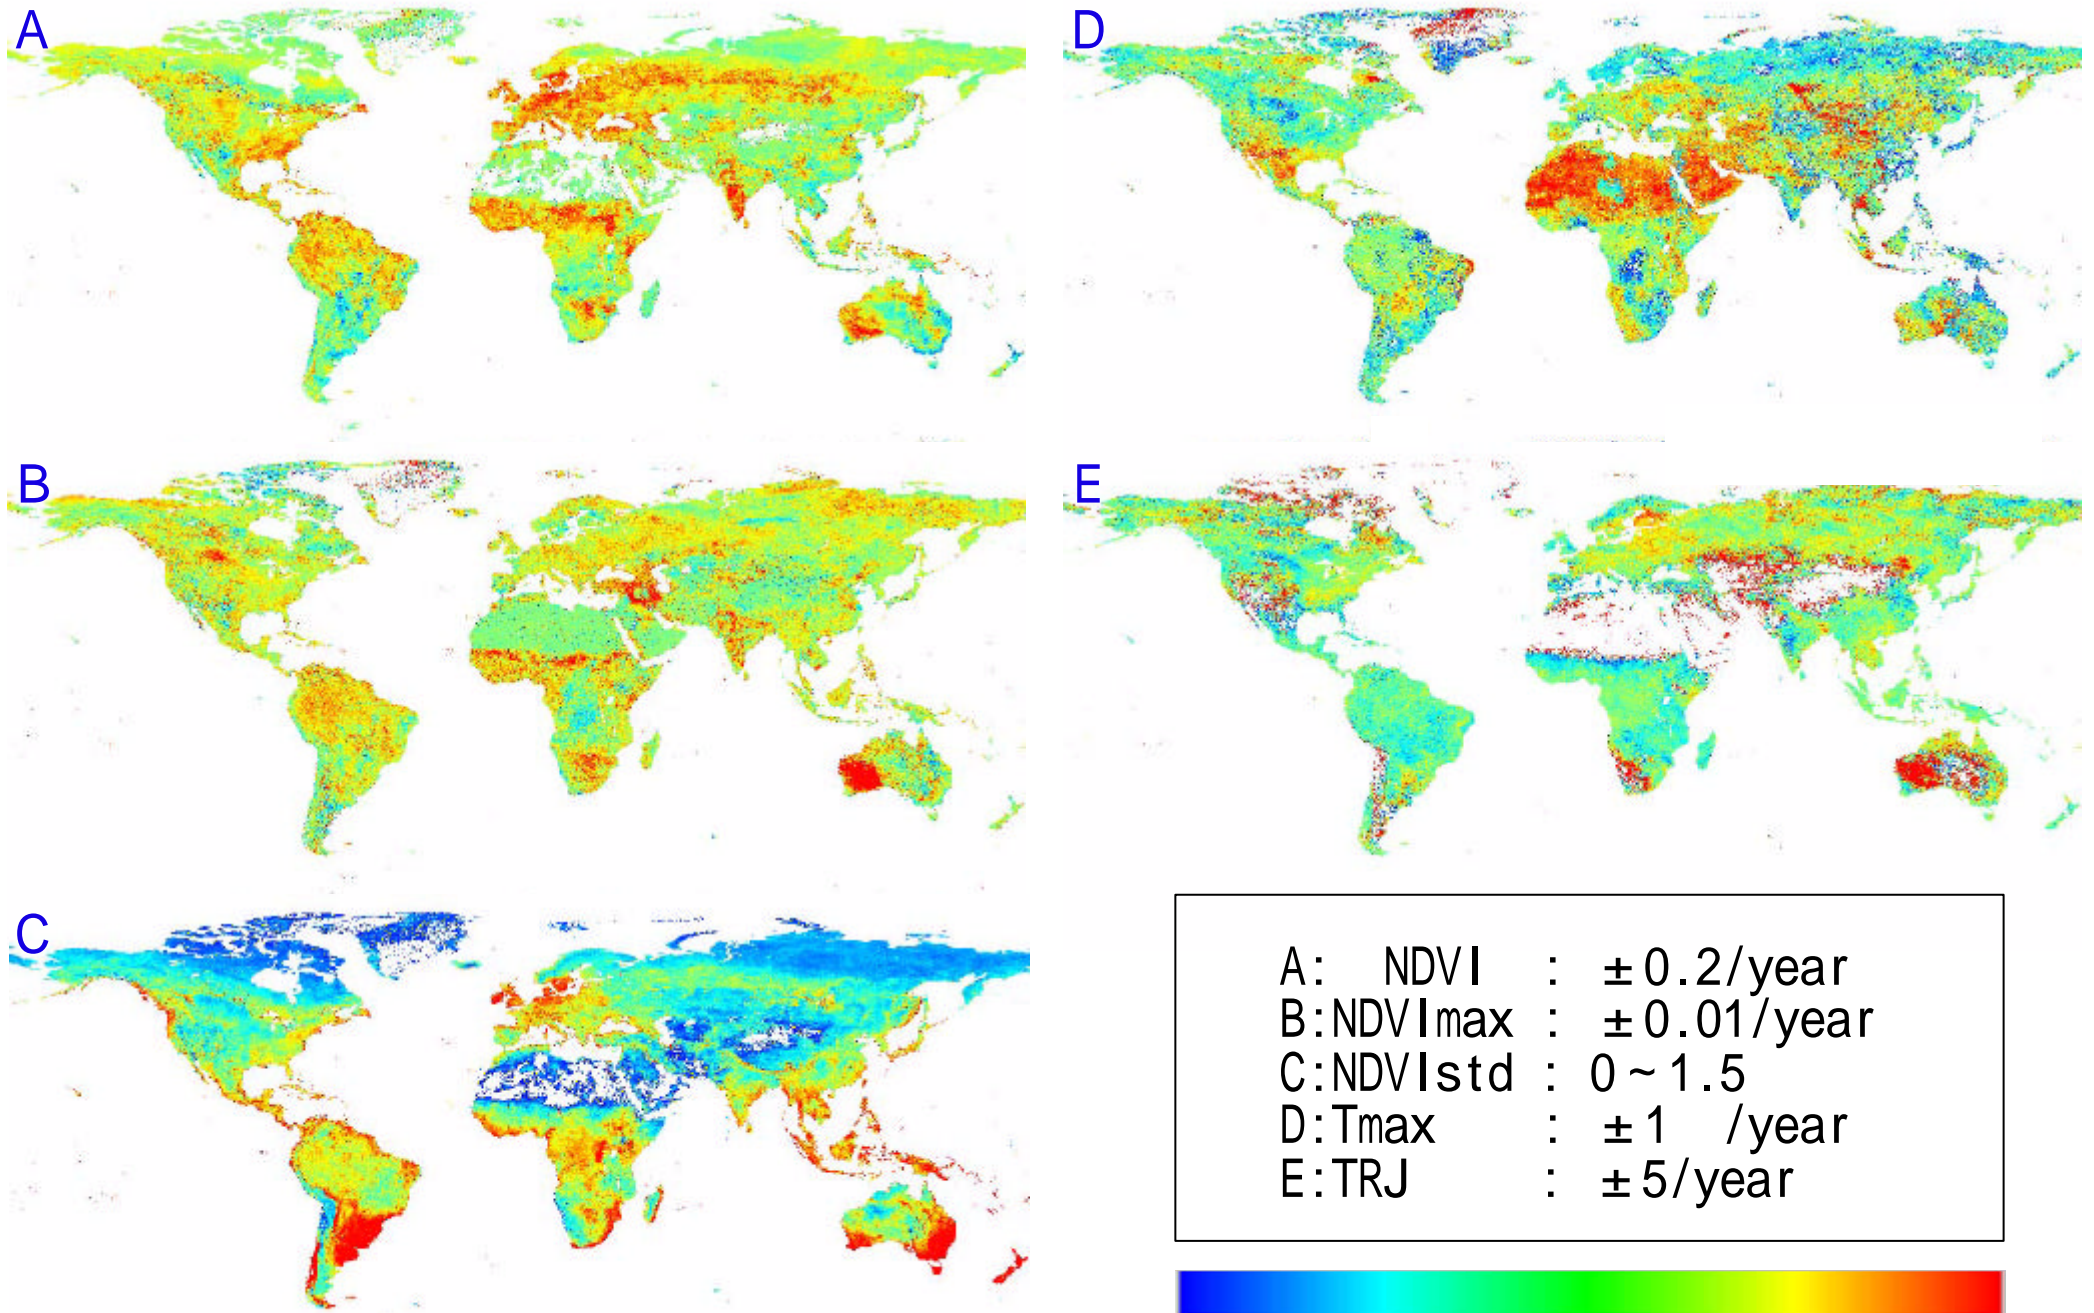 A
D
B
E
C
A: NDVI : ±0.2/year
B:NDVImax : ±0.01/year
C:NDVIstd : 0~1.5
D:Tmax : ±1 /year
E:TRJ : ±5/year